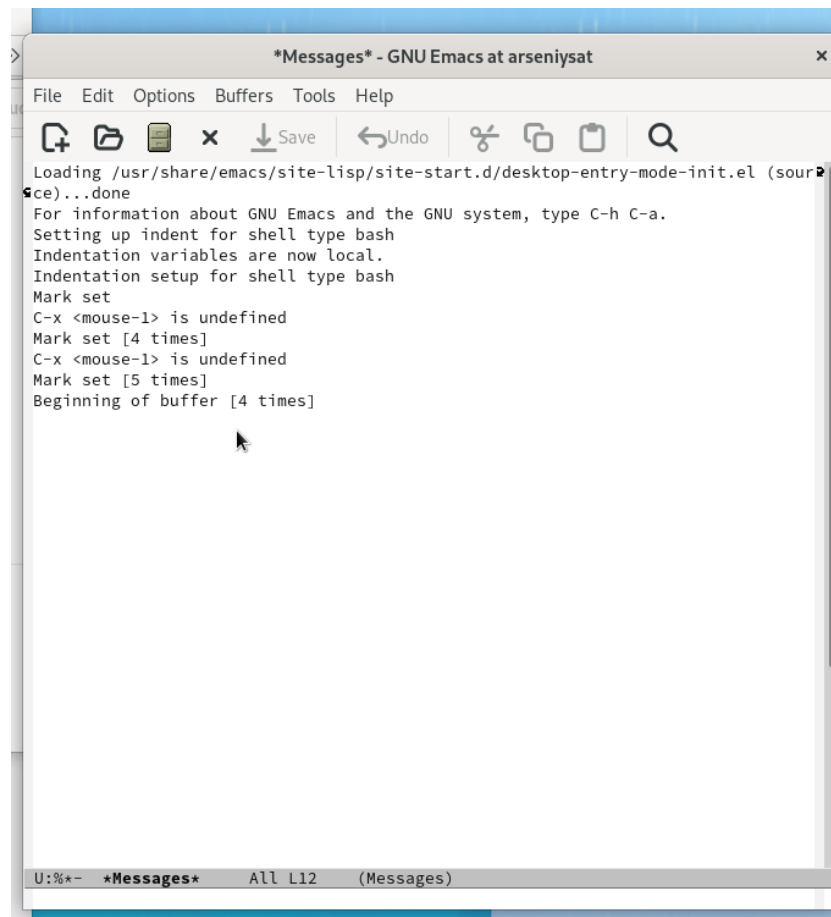 *Messages* - GNU Emacs at arseniysat
File Edit Options Buffers Tools Help
Save Undo
Loading /usr/share/emacs/site-lisp/site-start.d/desktop-entry-mode-init.el (sour
ce)...done
For information about GNU Emacs and the GNU system, type C-h C-a.
Setting up indent for shell type bash
Indentation variables are now local.
Indentation setup for shell type bash
Mark set
C-x <mouse-1> is undefined
Mark set [4 times]
C-x <mouse-1> is undefined
Mark set [5 times]
Beginning of buffer [4 times]
U:%*- *Messages* All L12 (Messages)